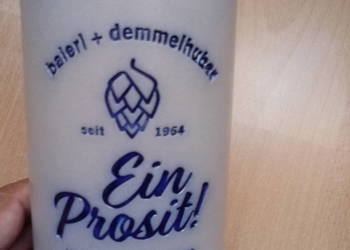 baierl + demmelhuber
seit 1964
Ein
Prosit!